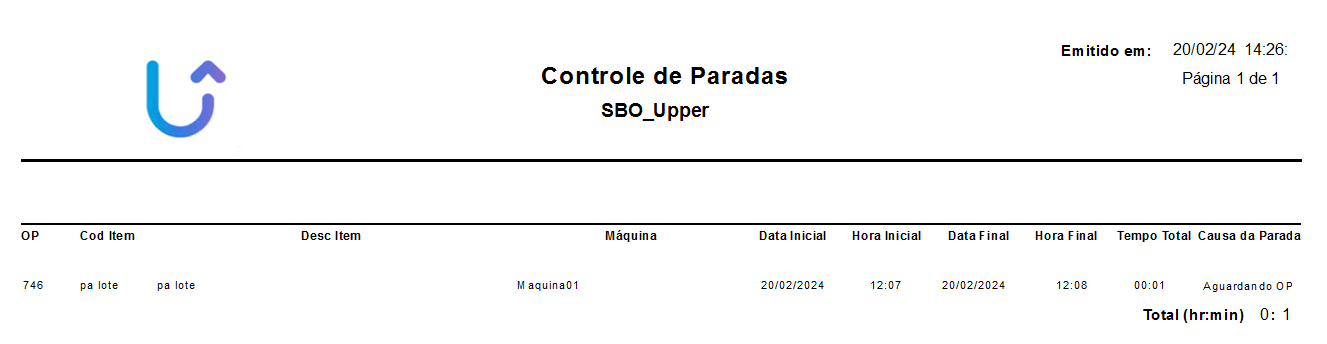 Emitido em: 20/02/24 14:26:
Controle de Paradas
Página 1 de 1
SBO_Upper
OP Cod Item Desc Item Máquina Data Inicial Hora Inicial Data Final Hora Final Tempo Total Causa da Parada
746 pa lote pa lote Maquina01 20/02/2024 12:07 20/02/2024 12:08 00:01 Aguardando OP
Total (hr:min) 0: 1